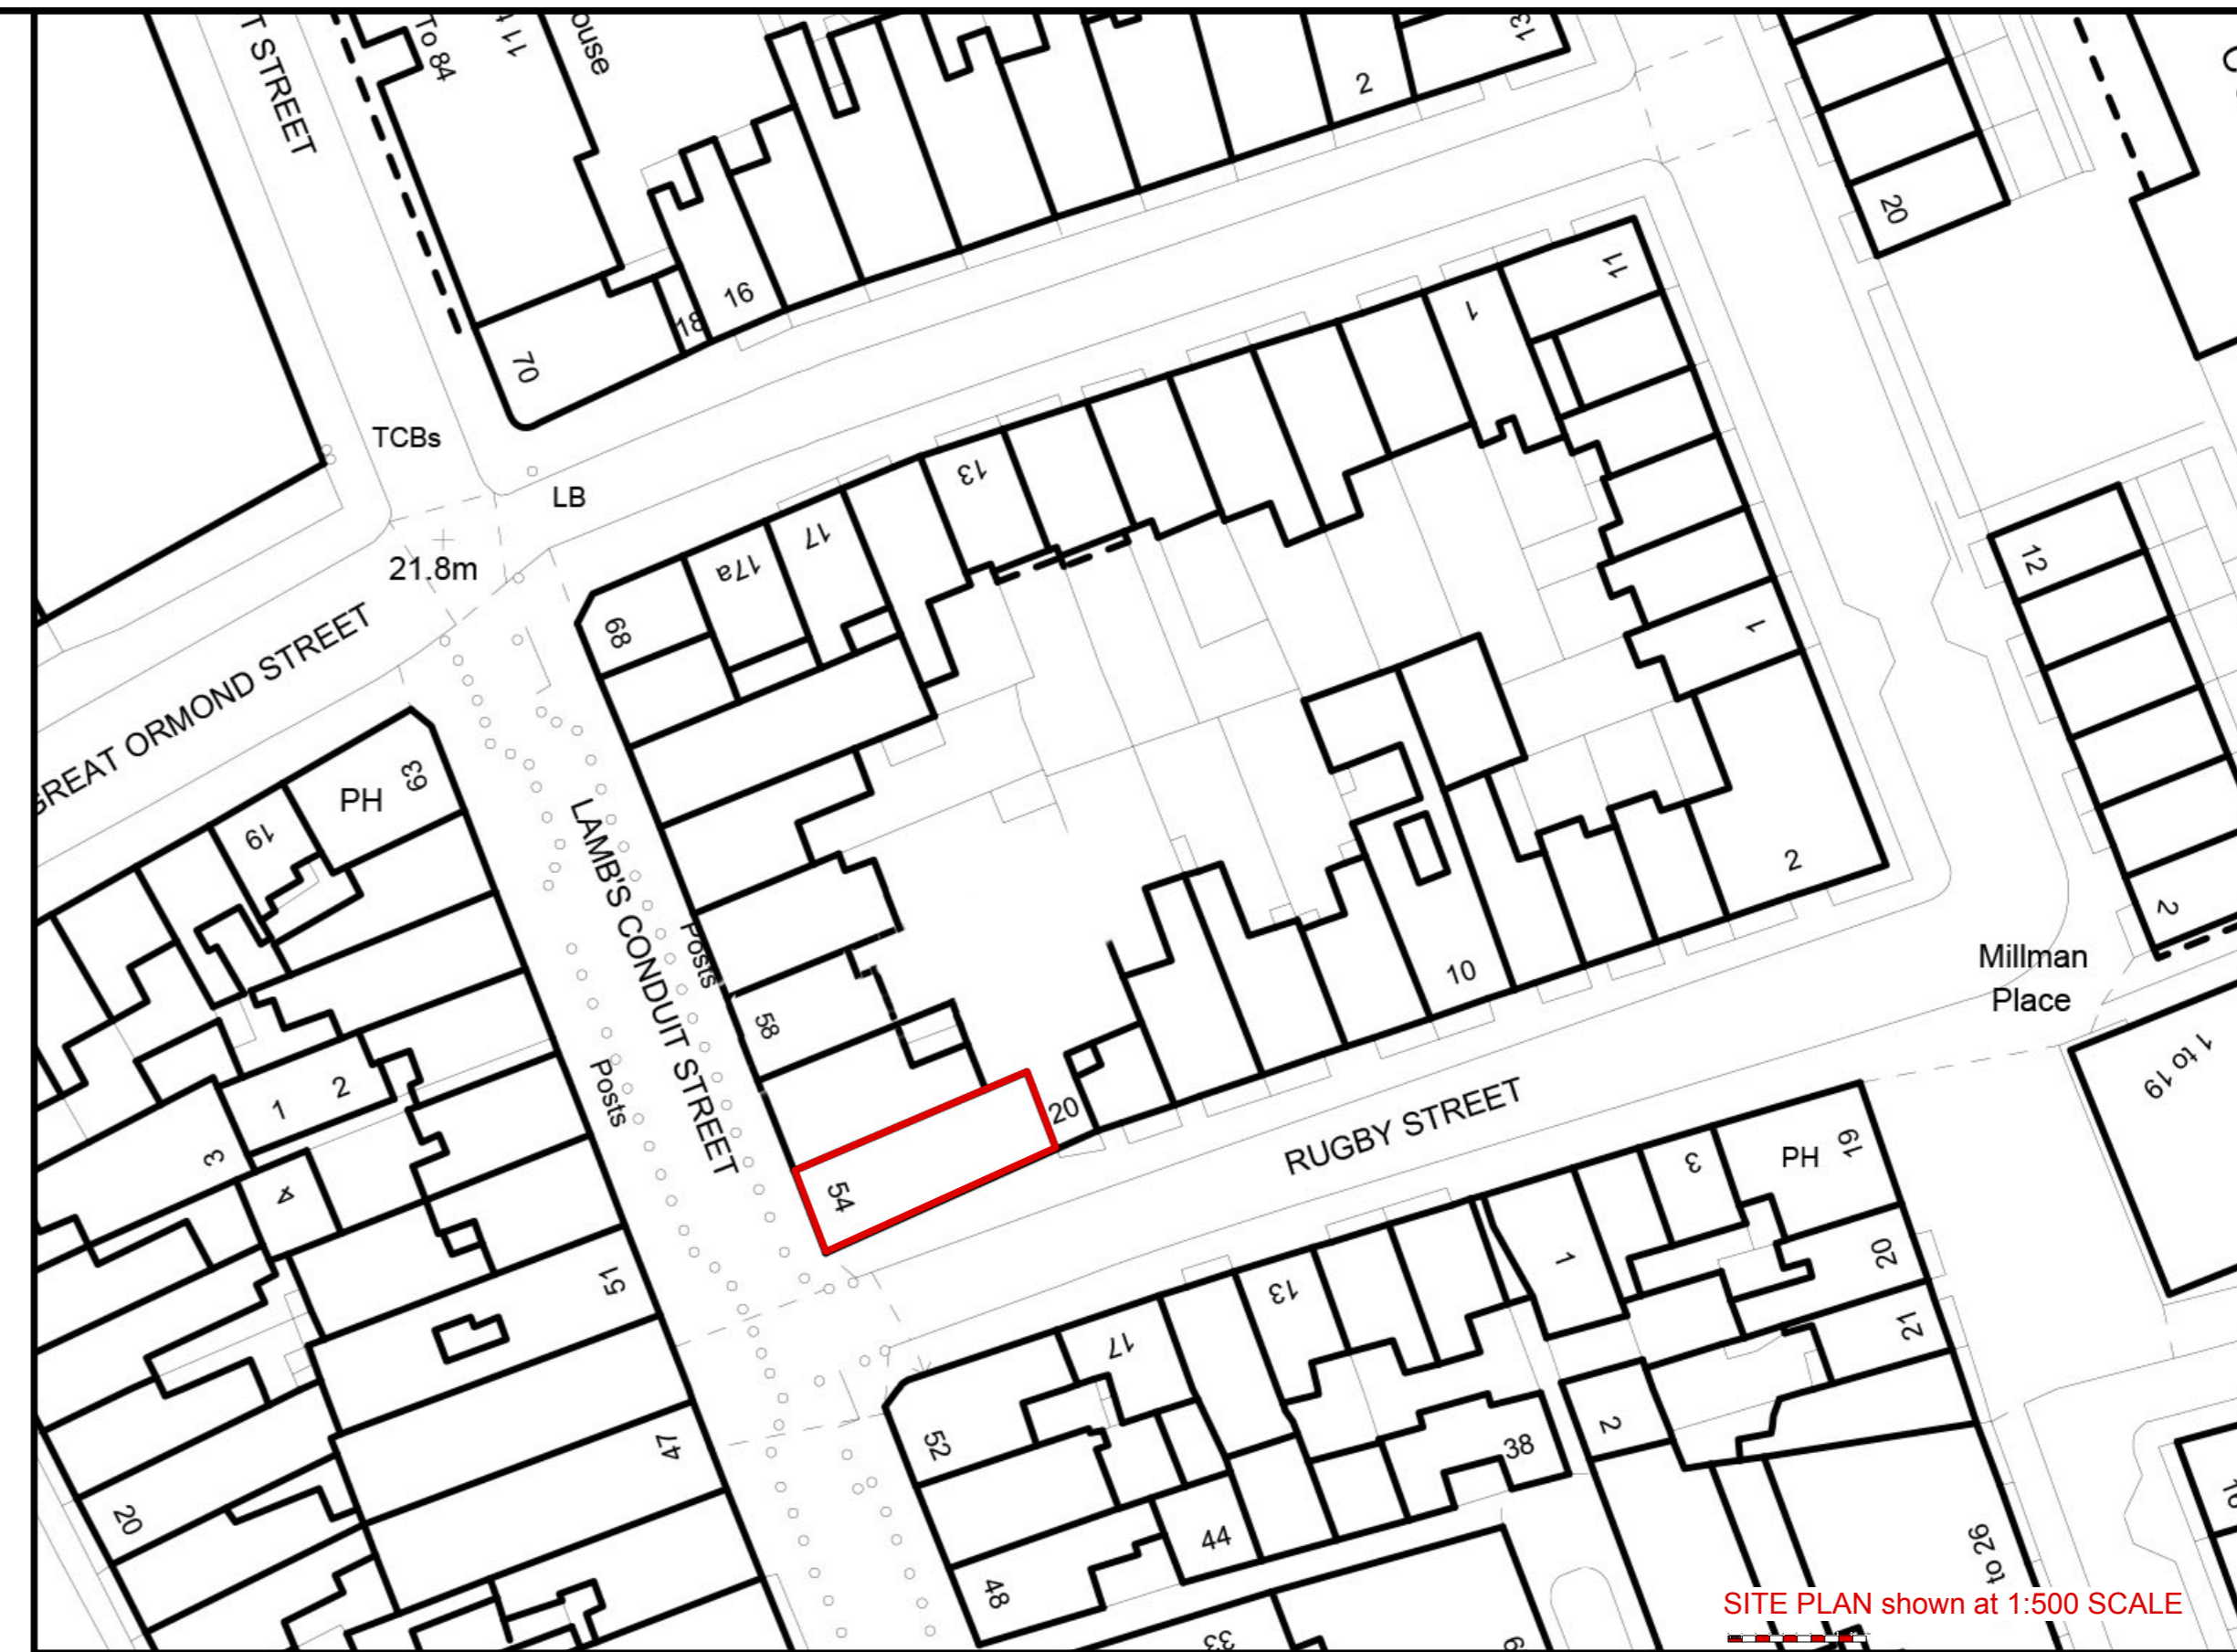 T STREET
To 84
11
ouse
2
13
20
16
18
70
TCBs
LB
21.8m
GREAT ORMOND STREET
68
17a
17
13
1
11
1
12
2
PH
63
19
LAMB'S CONDUIT STREET
Posts
Posts
58
54
20
10
2
Millman
Place
1 to 19
RUGBY STREET
1
2
3
4
51
47
20
52
17
13
1
3
PH
19
20
21
2
38
44
48
33
to 26
SITE PLAN shown at 1:500 SCALE